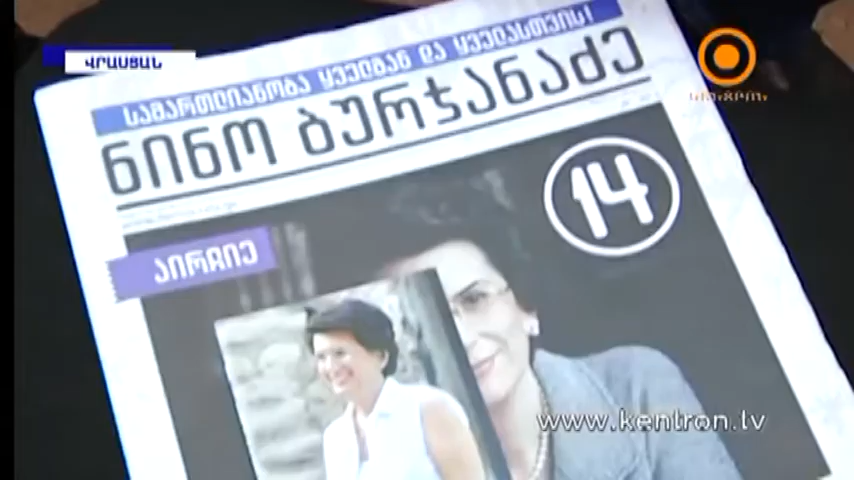 ՎՐԱՍՏԱՆ
სამართლიანობა ყველგან და ყველასთვის!
ნინო ბურჯანაძე
14
აირჩიე
www.kentron.tv